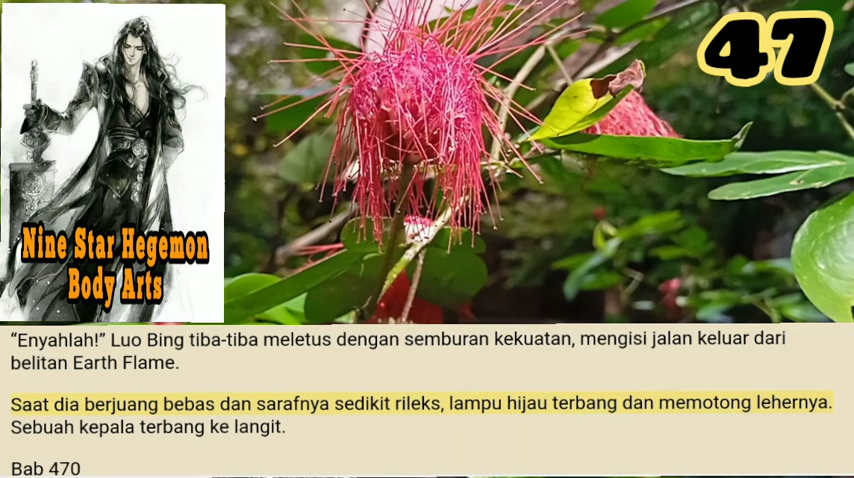 47
Nine Star Hegemon
Body Arts
“Enyahlah!” Luo Bing tiba-tiba meletus dengan semburan kekuatan, mengisi jalan keluar dari
belitan Earth Flame.
Saat dia berjuang bebas dan sarafnya sedikit rileks, lampu hijau terbang dan memotong lehernya.
Sebuah kepala terbang ke langit.
Bab 470